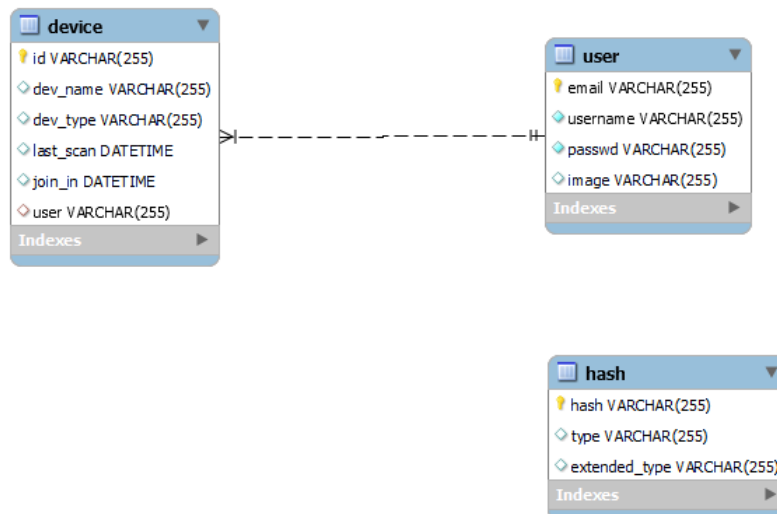 device
id VARCHAR(255)
dev_name VARCHAR(255)
dev_type VARCHAR(255)
last_scan DATETIME
join_in DATETIME
user VARCHAR(255)
Indexes
user
email VARCHAR(255)
username VARCHAR(255)
passwd VARCHAR(255)
image VARCHAR(255)
Indexes
hash
hash VARCHAR(255)
type VARCHAR(255)
extended_type VARCHAR(255)
Indexes